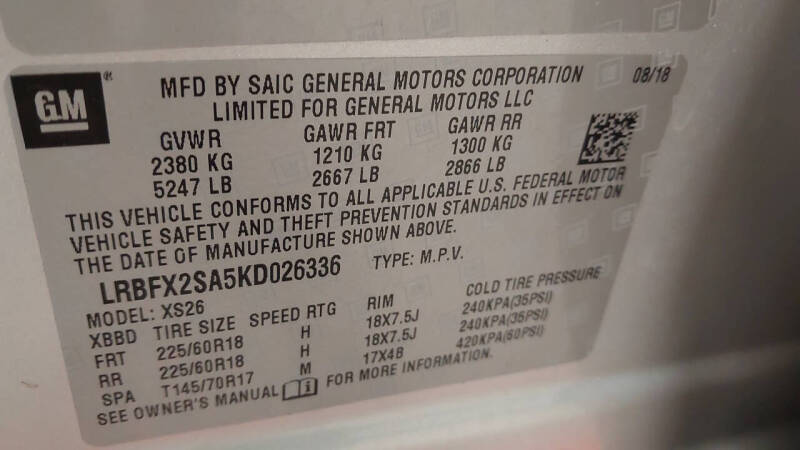 GM ®
MFD BY SAIC GENERAL MOTORS CORPORATION 08/18
LIMITED FOR GENERAL MOTORS LLC
GVWR GAWR FRT GAWR RR
2380 KG 1210 KG 1300 KG
5247 LB 2667 LB 2866 LB
THIS VEHICLE CONFORMS TO ALL APPLICABLE U.S. FEDERAL MOTOR
VEHICLE SAFETY AND THEFT PREVENTION STANDARDS IN EFFECT ON
THE DATE OF MANUFACTURE SHOWN ABOVE.
LRBFX2SA5KD026336 TYPE: M.P.V.
MODEL: XS26
XBBD TIRE SIZE SPEED RTG RIM COLD TIRE PRESSURE
FRT 225/60R18 H 18X7.5J 240KPA(35PSI)
RR 225/60R18 H 18X7.5J 240KPA(35PSI)
SPA T145/70R17 M 17X4B 420KPA(60PSI)
SEE OWNER'S MANUAL FOR MORE INFORMATION.